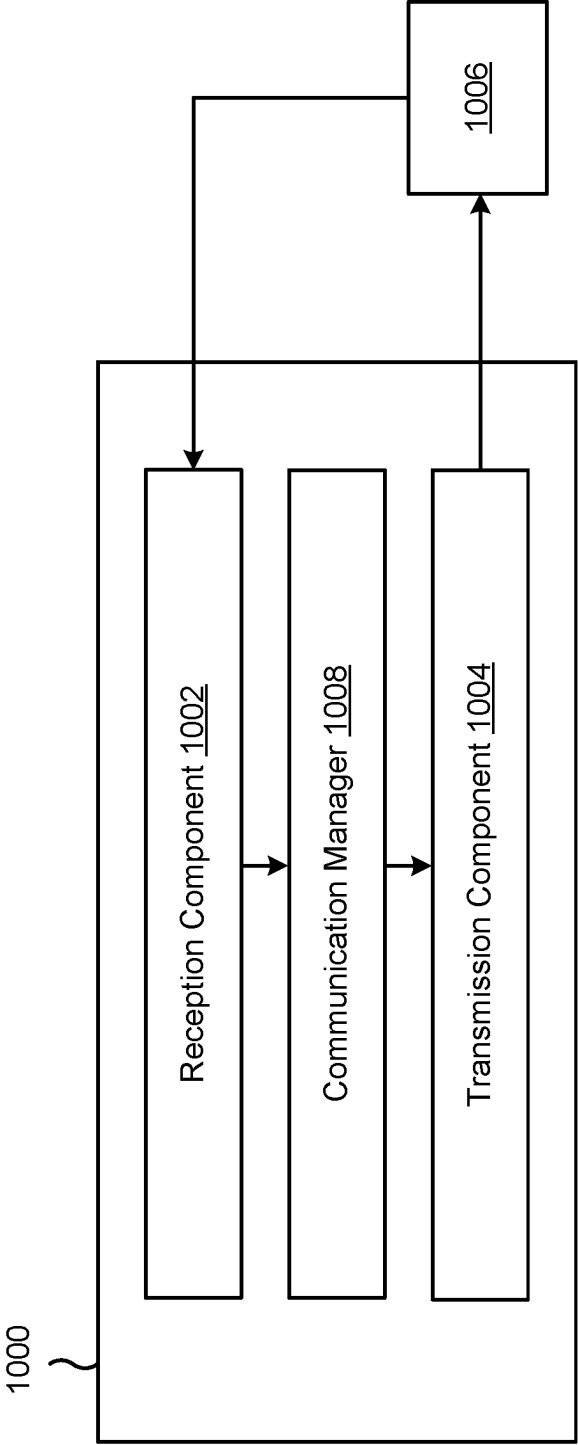 1000
Reception Component 1002
Communication Manager 1008
Transmission Component 1004
1006